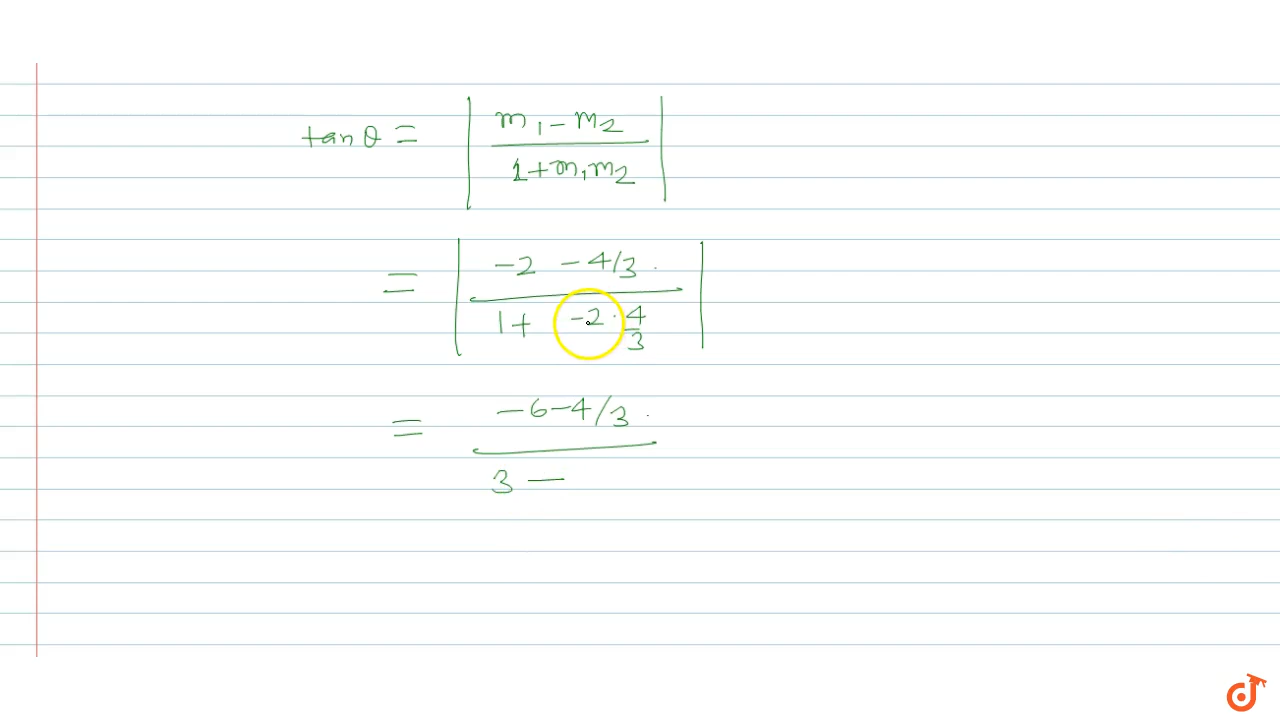 tan θ = | m₁ - m₂ / 1 + m₁m₂ |
= | -2 - 4/3 / 1 + -2 · 4/3 |
= -6 - 4/3 / 3 -